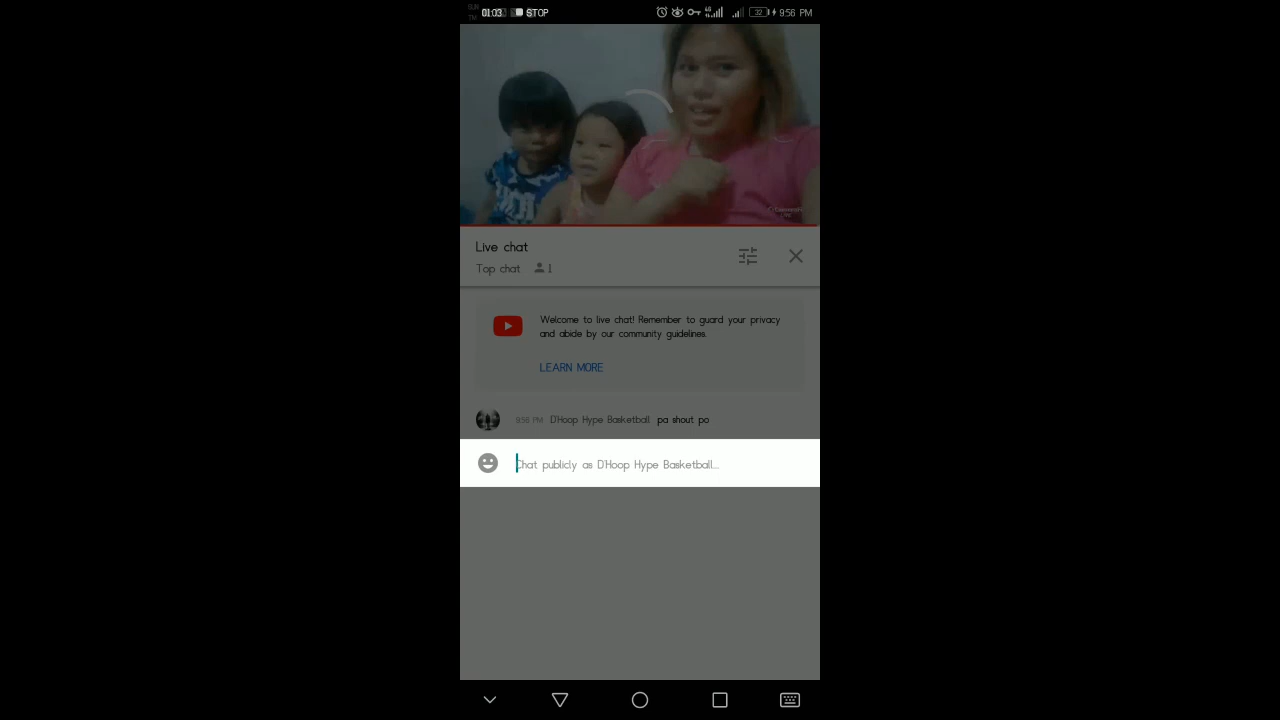 01:03 STOP 32 9:56 PM
Live chat
Top chat 1
Welcome to live chat! Remember to guard your privacy
and abide by our community guidelines.
LEARN MORE
9:56 PM D'Hoop Hype Basketball pa shout po
Chat publicly as D'Hoop Hype Basketball...